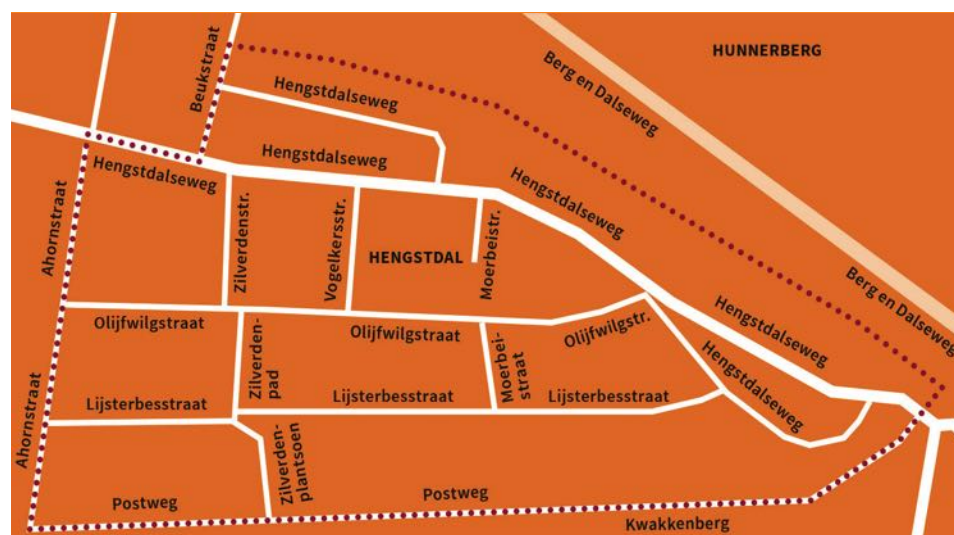 HUNNERBERG
Berg en Dalseweg
Beukstraat
Hengstdalseweg
Hengstdalseweg
Hengstdalseweg
Hengstdalseweg
Ahornstraat
Zilverdenstr.
Vogelkersstr.
HENGSTDAL
Moerbeistr.
Berg en Dalseweg
Hengstdalseweg
Olijfwilgstraat
Olijfwilgstraat
Olijfwilgstr.
Zilverden-
pad
Moerbei-
straat
Hengstdalseweg
Lijsterbesstraat
Lijsterbesstraat
Lijsterbesstraat
Ahornstraat
Zilverden-
plantsoen
Postweg
Postweg
Kwakkenberg